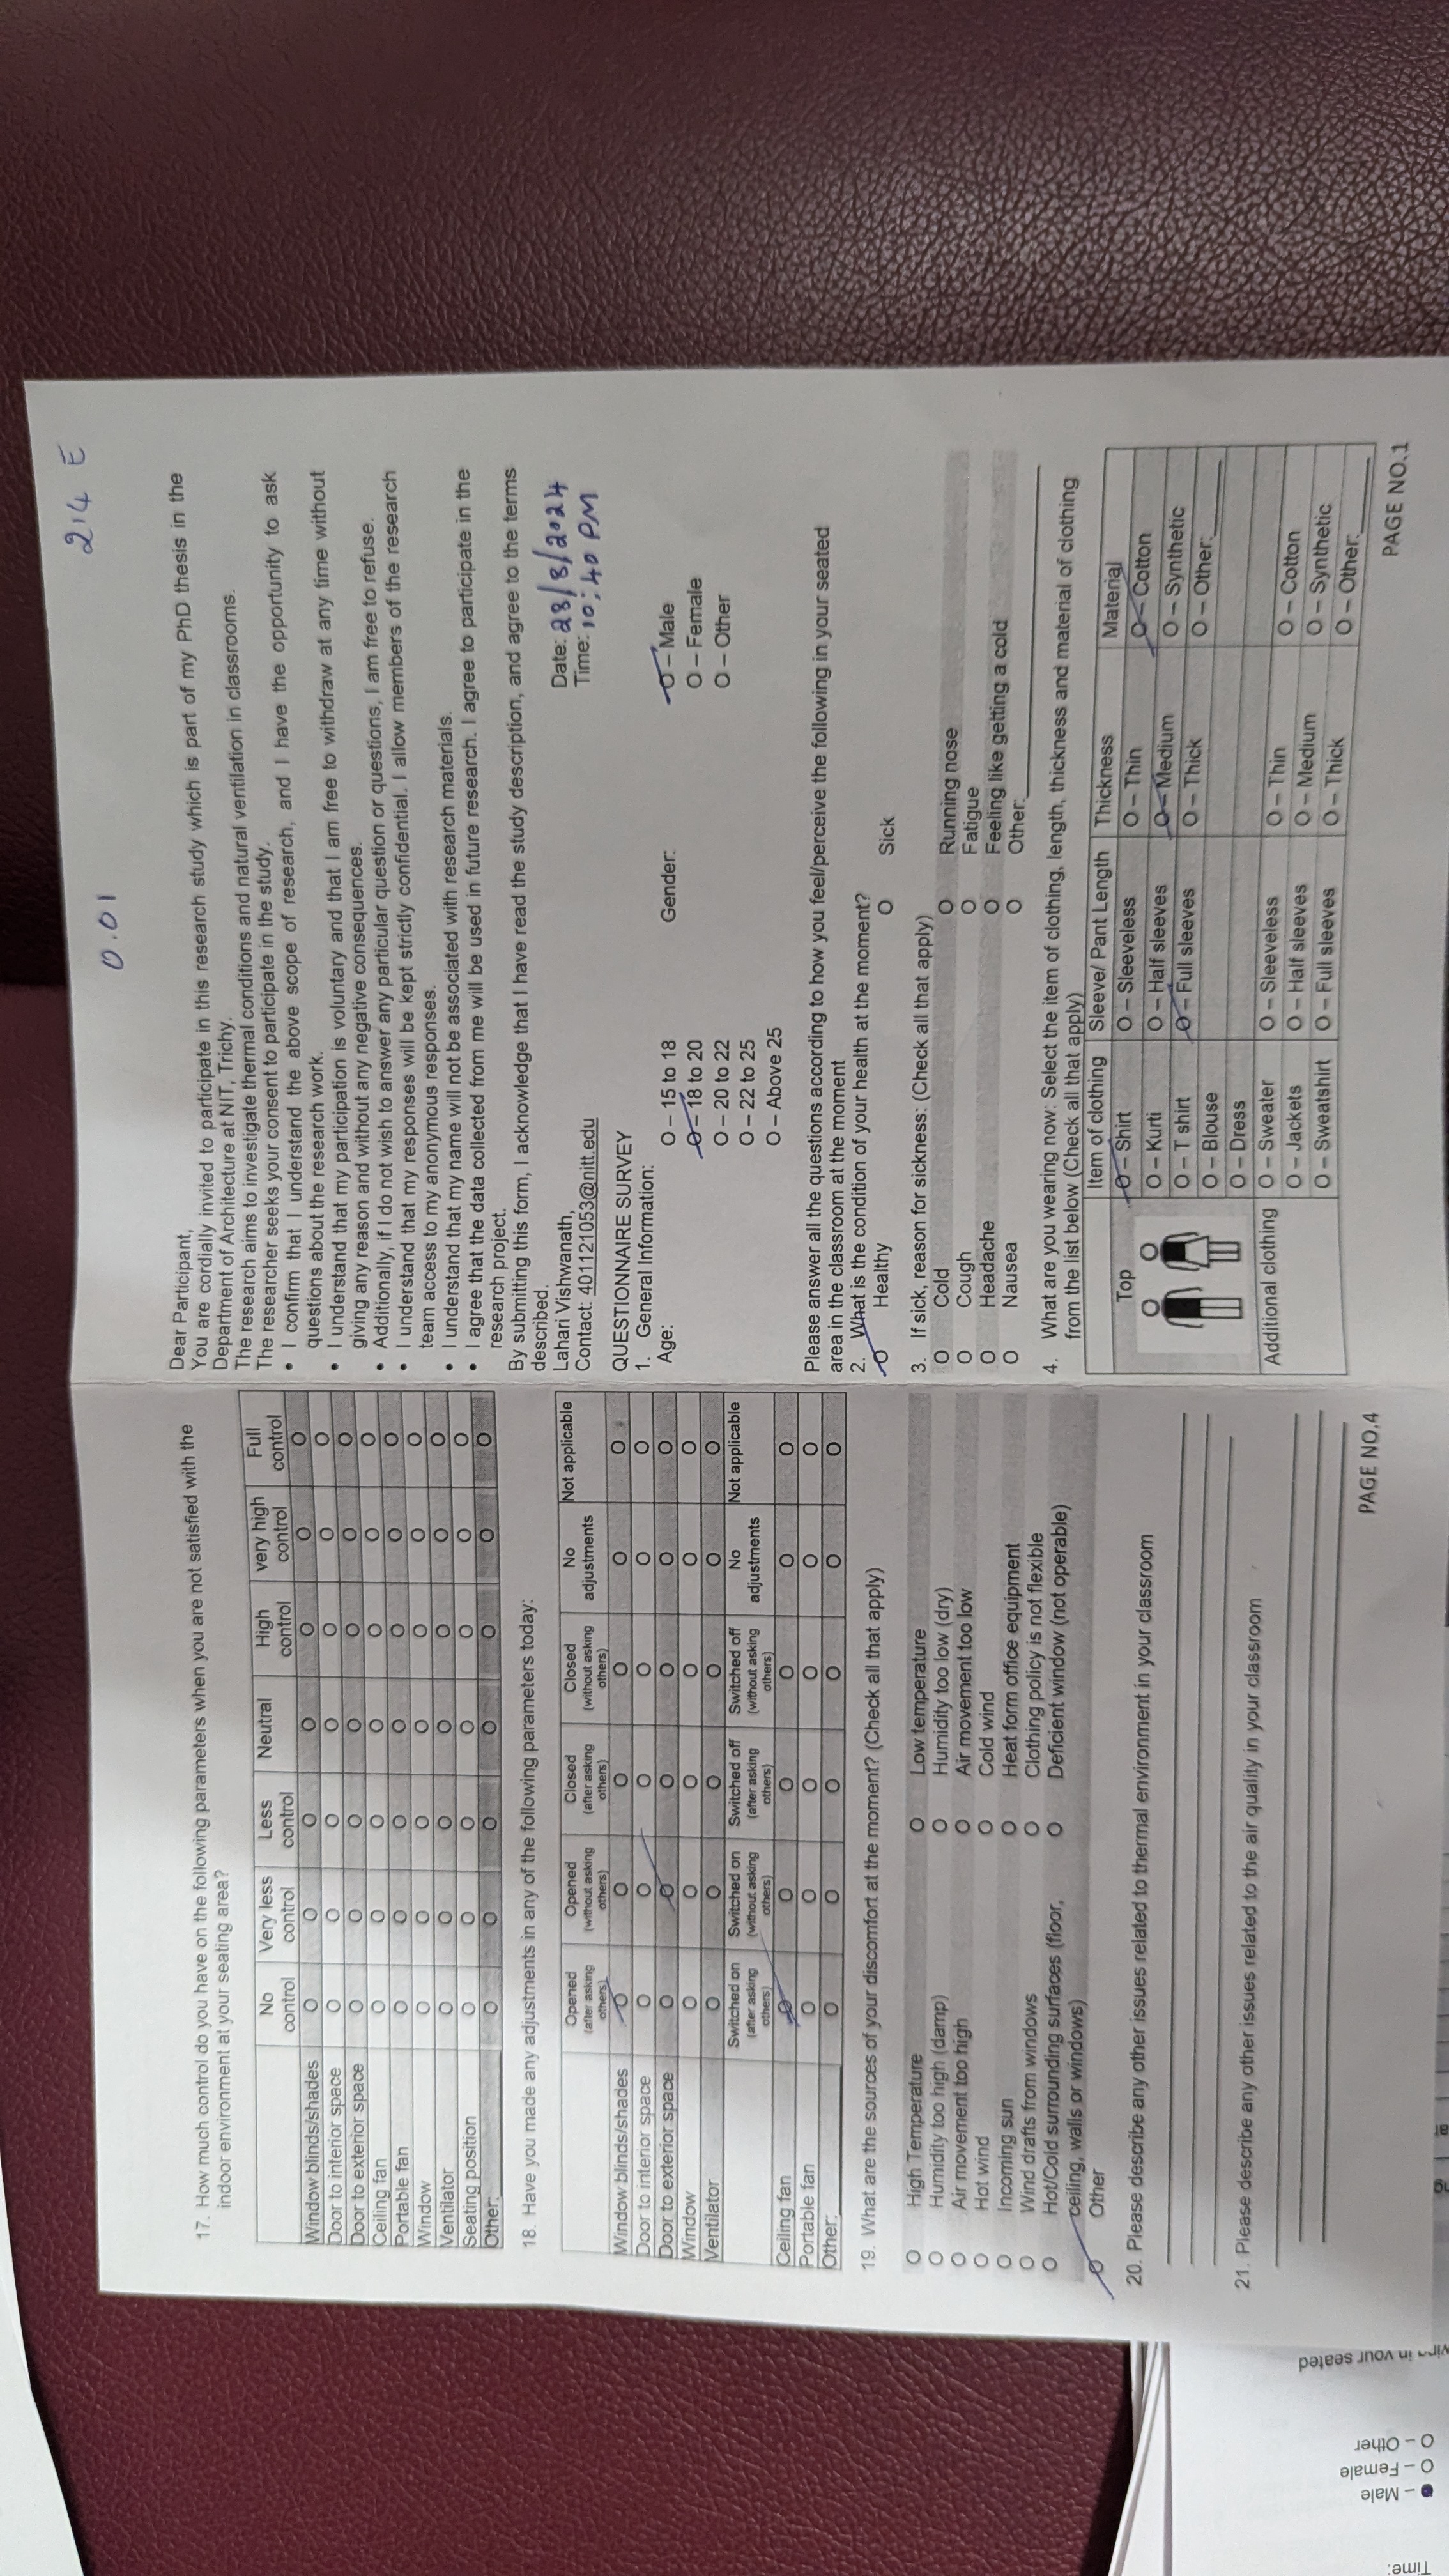 0.01
214 E
Dear Participant,
You are cordially invited to participate in this research study which is part of my PhD thesis in the
Department of Architecture at NIT, Trichy.
The research aims to investigate thermal conditions and natural ventilation in classrooms.
The researcher seeks your consent to participate in the study.
• I confirm that I understand the above scope of research, and I have the opportunity to ask
questions about the research work.
• I understand that my participation is voluntary and that I am free to withdraw at any time without
giving any reason and without any negative consequences.
• Additionally, if I do not wish to answer any particular question or questions, I am free to refuse.
• I understand that my responses will be kept strictly confidential. I allow members of the research
team access to my anonymous responses.
• I understand that my name will not be associated with research materials.
• I agree that the data collected from me will be used in future research. I agree to participate in the
research project.
By submitting this form, I acknowledge that I have read the study description, and agree to the terms
described.
Lahari Vishwanath,
Contact: 401121053@nitt.edu
Date: 28/8/2024
Time: 10:40 PM
QUESTIONNAIRE SURVEY
1. General Information:
Age:
O – 15 to 18
O – 18 to 20
O – 20 to 22
O – 22 to 25
O – Above 25
Gender:
O – Male
O – Female
O – Other
Please answer all the questions according to how you feel/perceive the following in your seated
area in the classroom at the moment
2. What is the condition of your health at the moment?
O Healthy O Sick
3. If sick, reason for sickness: (Check all that apply)
O Cold O Running nose
O Cough O Fatigue
O Headache O Feeling like getting a cold
O Nausea O Other:
4. What are you wearing now: Select the item of clothing, length, thickness and material of clothing
from the list below (Check all that apply)
Item of clothing Sleeve/ Pant Length Thickness Material
Top O – Shirt O – Sleeveless O – Thin O – Cotton
O – Kurti O – Half sleeves O – Medium O – Synthetic
O – T shirt O – Full sleeves O – Thick O – Other:
O – Blouse
O – Dress
Additional clothing O – Sweater O – Sleeveless O – Thin O – Cotton
O – Jackets O – Half sleeves O – Medium O – Synthetic
O – Sweatshirt O – Full sleeves O – Thick O – Other:
PAGE NO.1
17. How much control do you have on the following parameters when you are not satisfied with the
indoor environment at your seating area?
No control Very less control Less control Neutral High control very high control Full control
Window blinds/shades O O O O O O O
Door to interior space O O O O O O O
Door to exterior space O O O O O O O
Ceiling fan O O O O O O O
Portable fan O O O O O O O
Window O O O O O O O
Ventilator O O O O O O O
Seating position O O O O O O O
Other: O O O O O O O
18. Have you made any adjustments in any of the following parameters today:
Opened (after asking others) Opened (without asking others) Closed (after asking others) Closed (without asking others) No adjustments Not applicable
Window blinds/shades O O O O O O
Door to interior space O O O O O O
Door to exterior space O O O O O O
Window O O O O O O
Ventilator O O O O O O
Switched on (after asking others) Switched on (without asking others) Switched off (after asking others) Switched off (without asking others) No adjustments Not applicable
Ceiling fan O O O O O O
Portable fan O O O O O O
Other: O O O O O O
19. What are the sources of your discomfort at the moment? (Check all that apply)
O High Temperature O Low temperature
O Humidity too high (damp) O Humidity too low (dry)
O Air movement too high O Air movement too low
O Hot wind O Cold wind
O Incoming sun O Heat form office equipment
O Wind drafts from windows O Clothing policy is not flexible
O Hot/Cold surrounding surfaces (floor, O Deficient window (not operable)
ceiling, walls or windows)
O Other
20. Please describe any other issues related to thermal environment in your classroom
21. Please describe any other issues related to the air quality in your classroom
PAGE NO.4
Time:
– Male
O – Female
O – Other
in your seated